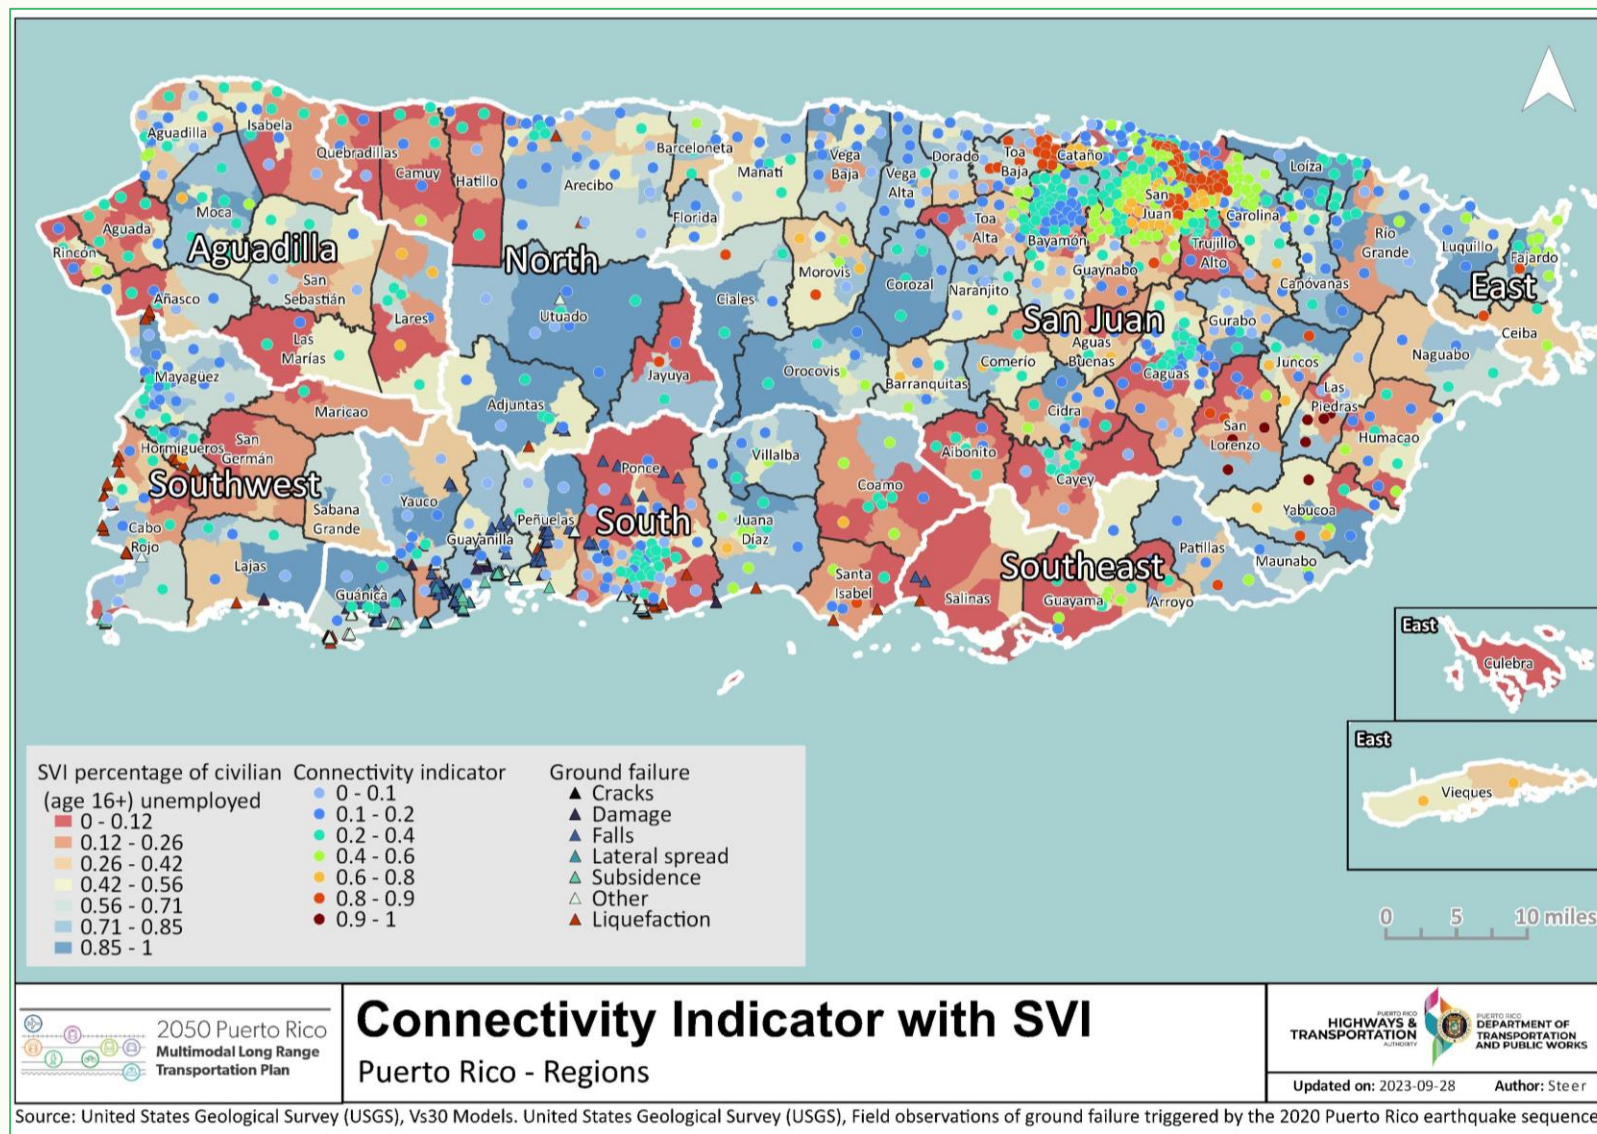 Aguadilla
Isabela
Quebradillas
Camuy
Hatillo
Arecibo
Barceloneta
Manatí
Vega
Baja
Vega
Alta
Dorado
Toa
Baja
Cataño
San
Juan
Carolina
Loíza
Moca
Florida
Toa
Alta
Bayamón
Trujillo
Alto
Río
Grande
Luquillo
Fajardo
Aguada
Rincón
Aguadilla
North
Morovis
Corozal
Naranjito
Guaynabo
Canóvanas
East
San
Sebastián
Añasco
Ciales
Utuado
Lares
San Juan
Gurabo
Ceiba
Las
Marías
Aguas
Buenas
Comerío
Juncos
Naguabo
Mayagüez
Jayuya
Orocovis
Barranquitas
Caguas
Las
Piedras
Maricao
Adjuntas
Cidra
San
Lorenzo
Humacao
Hormigueros
San
Germán
Aibonito
Villalba
Ponce
Southwest
Yauco
Coamo
Cayey
Sabana
Grande
Cabo
Rojo
Peñuelas
South
Guayanilla
Juana
Díaz
Yabucoa
Patillas
Maunabo
Lajas
Guánica
Santa
Isabel
Southeast
Salinas
Guayama
Arroyo
East
Culebra
East
Vieques
SVI percentage of civilian
(age 16+) unemployed
0 - 0.12
0.12 - 0.26
0.26 - 0.42
0.42 - 0.56
0.56 - 0.71
0.71 - 0.85
0.85 - 1
Connectivity indicator
0 - 0.1
0.1 - 0.2
0.2 - 0.4
0.4 - 0.6
0.6 - 0.8
0.8 - 0.9
0.9 - 1
Ground failure
Cracks
Damage
Falls
Lateral spread
Subsidence
Other
Liquefaction
0 5 10 miles
2050 Puerto Rico
Multimodal Long Range
Transportation Plan
Connectivity Indicator with SVI
Puerto Rico - Regions
PUERTO RICO
HIGHWAYS &
TRANSPORTATION
AUTHORITY
PUERTO RICO
DEPARTMENT OF
TRANSPORTATION
AND PUBLIC WORKS
Updated on: 2023-09-28 Author: Steer
Source: United States Geological Survey (USGS), Vs30 Models. United States Geological Survey (USGS), Field observations of ground failure triggered by the 2020 Puerto Rico earthquake sequence